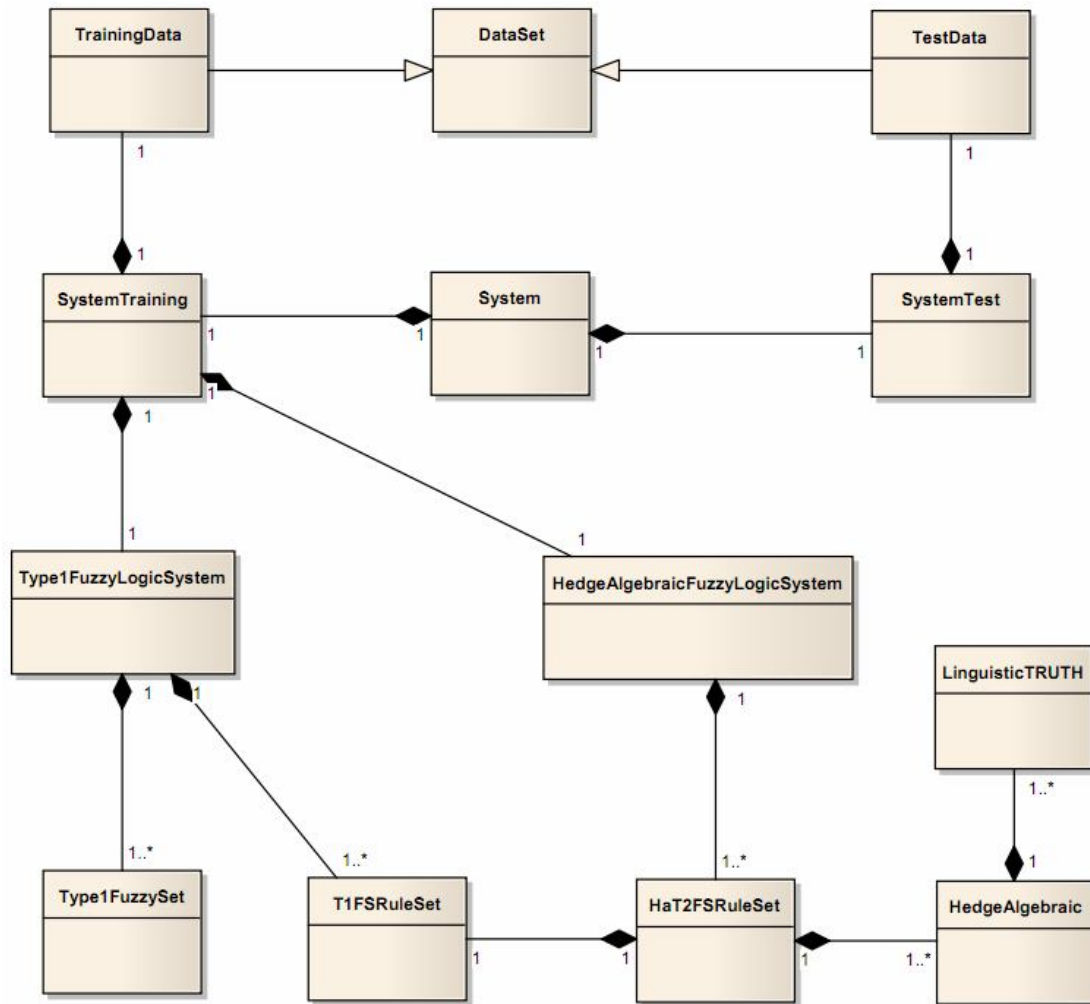 TrainingData
DataSet
TestData
1
1
1
1
SystemTraining
System
SystemTest
1
1
1
1
1
1
1
1
Type1FuzzyLogicSystem
HedgeAlgebraicFuzzyLogicSystem
1
1
1
LinguisticTRUTH
1..*
1..*
1..*
1..*
1
Type1FuzzySet
T1FSRuleSet
HaT2FSRuleSet
HedgeAlgebraic
1
1
1
1..*